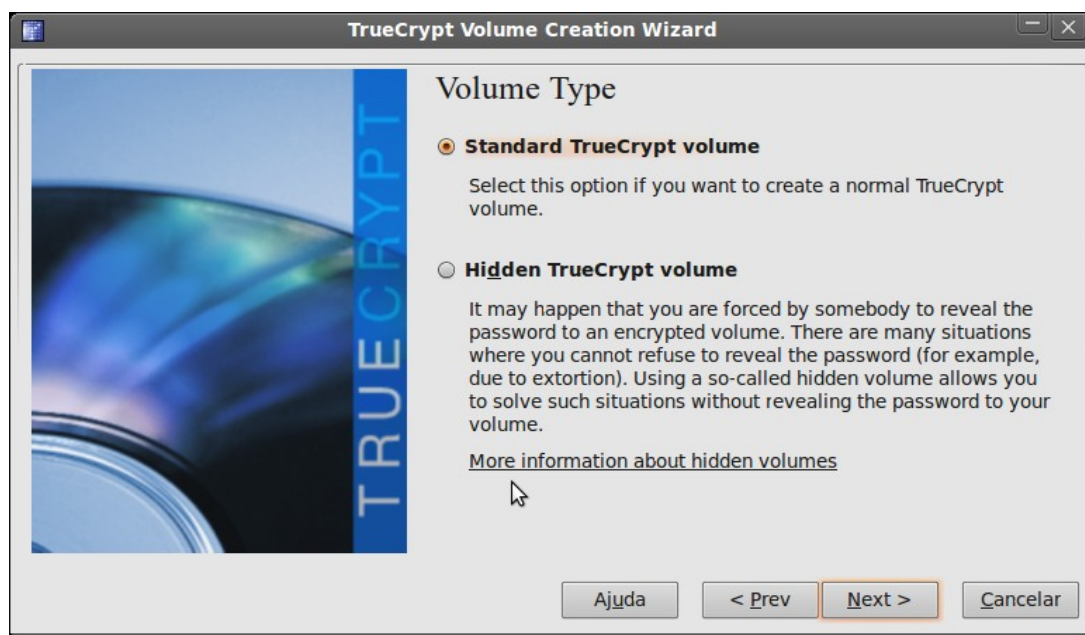 TrueCrypt Volume Creation Wizard
TRUECRYPT
Volume Type
Standard TrueCrypt volume
Select this option if you want to create a normal TrueCrypt
volume.
Hidden TrueCrypt volume
It may happen that you are forced by somebody to reveal the
password to an encrypted volume. There are many situations
where you cannot refuse to reveal the password (for example,
due to extortion). Using a so-called hidden volume allows you
to solve such situations without revealing the password to your
volume.
More information about hidden volumes
Ajuda
< Prev
Next >
Cancelar